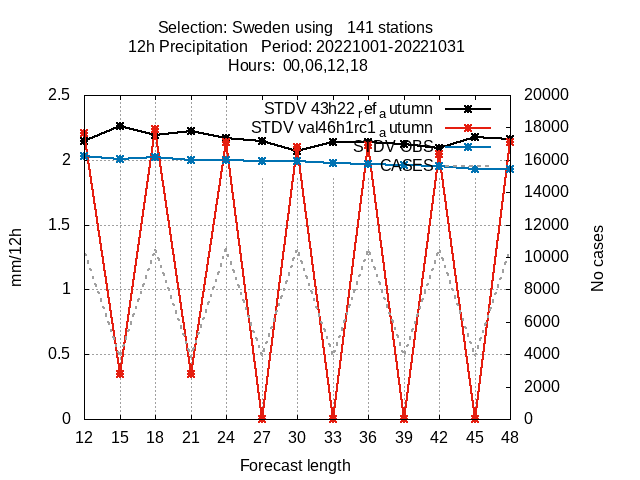 Selection: Sweden using 141 stations
12h Precipitation Period: 20221001-20221031
Hours: 00,06,12,18
2.5
2
1.5
1
0.5
0
mm/12h
STDV 43h22ref autumn
STDV val46h1rc1autumn
STDV OBS
CASES
20000
18000
16000
14000
12000
10000
8000
6000
4000
2000
0
No cases
12 15 18 21 24 27 30 33 36 39 42 45 48
Forecast length